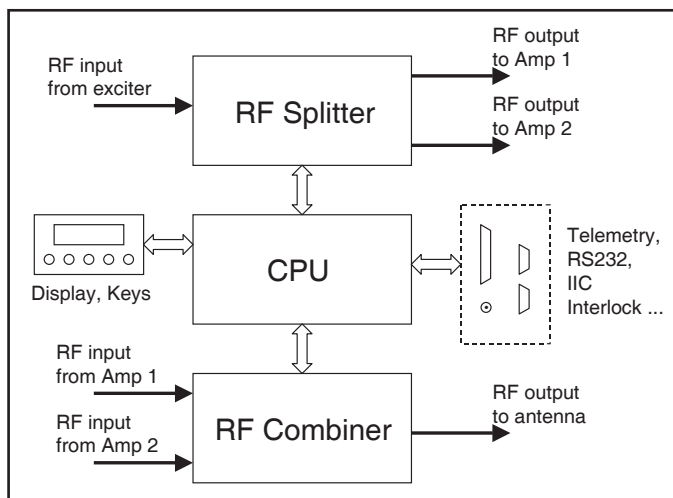 RF input
from exciter
RF Splitter
RF output
to Amp 1
RF output
to Amp 2
Display, Keys
CPU
Telemetry,
RS232,
IIC
Interlock ...
RF input
from Amp 1
RF input
from Amp 2
RF Combiner
RF output
to antenna